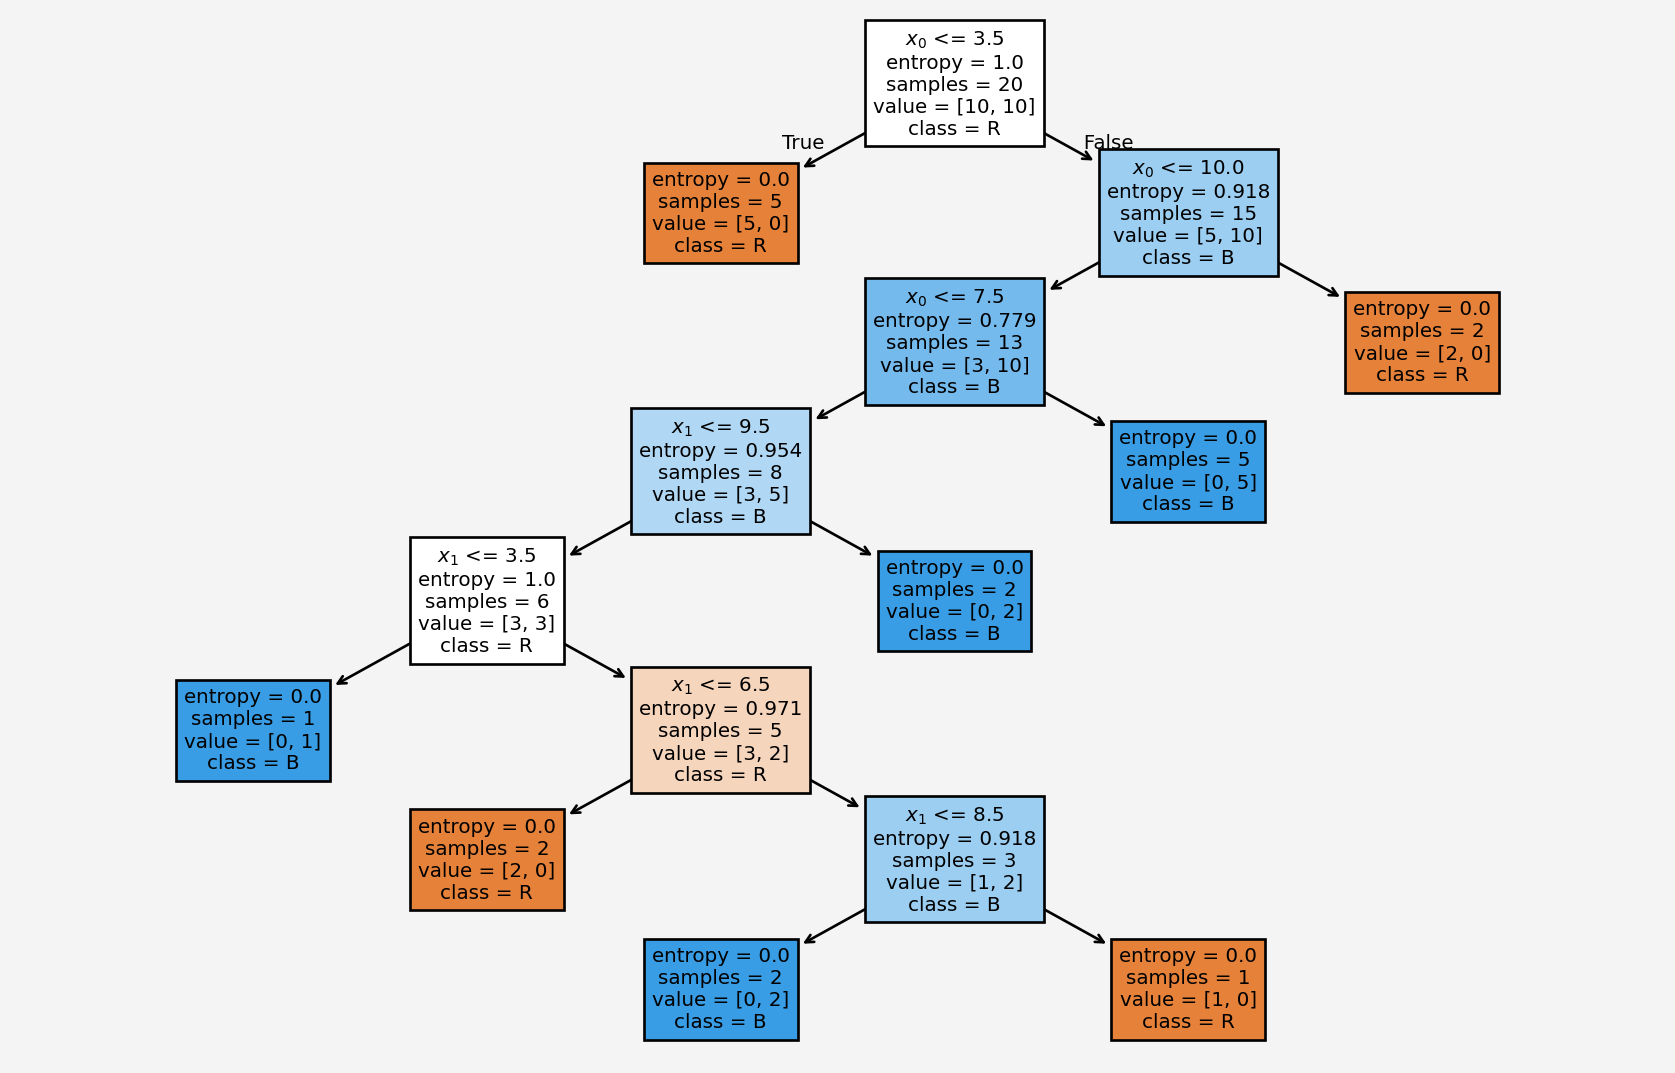 x₀ <= 3.5
entropy = 1.0
samples = 20
value = [10, 10]
class = R
True
False
entropy = 0.0
samples = 5
value = [5, 0]
class = R
x₀ <= 10.0
entropy = 0.918
samples = 15
value = [5, 10]
class = B
x₀ <= 7.5
entropy = 0.779
samples = 13
value = [3, 10]
class = B
entropy = 0.0
samples = 2
value = [2, 0]
class = R
x₁ <= 9.5
entropy = 0.954
samples = 8
value = [3, 5]
class = B
entropy = 0.0
samples = 5
value = [0, 5]
class = B
x₁ <= 3.5
entropy = 1.0
samples = 6
value = [3, 3]
class = R
entropy = 0.0
samples = 2
value = [0, 2]
class = B
entropy = 0.0
samples = 1
value = [0, 1]
class = B
x₁ <= 6.5
entropy = 0.971
samples = 5
value = [3, 2]
class = R
entropy = 0.0
samples = 2
value = [2, 0]
class = R
x₁ <= 8.5
entropy = 0.918
samples = 3
value = [1, 2]
class = B
entropy = 0.0
samples = 2
value = [0, 2]
class = B
entropy = 0.0
samples = 1
value = [1, 0]
class = R